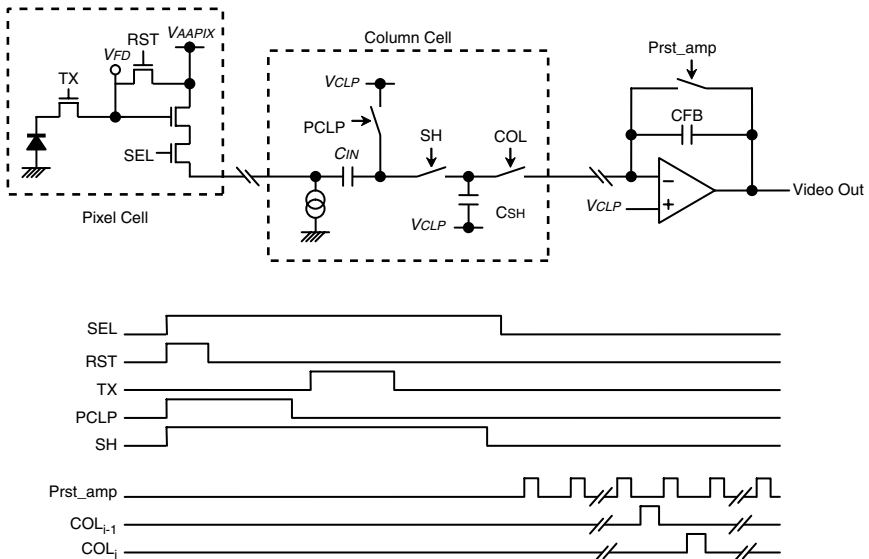 RST
VAAPIX
VFD
TX
SEL
Pixel Cell
Column Cell
VCLP
PCLP
CIN
SH
COL
CSH
VCLP
Prst_amp
CFB
−
+
VCLP
Video Out
SEL
RST
TX
PCLP
SH
Prst_amp
COLi-1
COLi